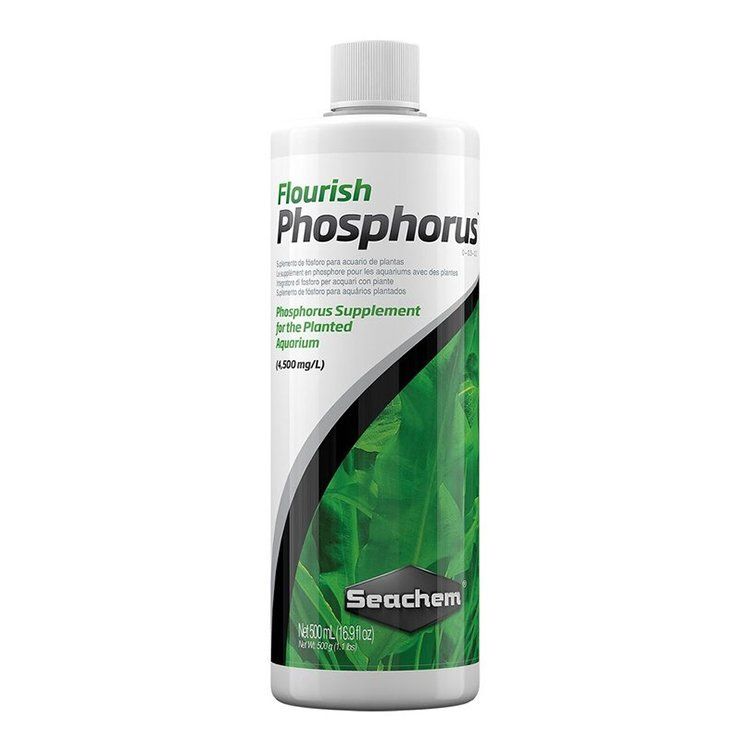 Flourish
Phosphorus™
Suplemento de fósforo para acuario de plantas
Le supplément en phosphore pour les aquariums avec des plantes
Integratore di fosforo per acquari con piante
Suplemento de fósforo para aquários plantados
Phosphorus Supplement
for the Planted
Aquarium
(4,500 mg/L)
Seachem®
Net 500 mL (16.9 fl oz)
Net Wt. 500 g (1.1 lbs)